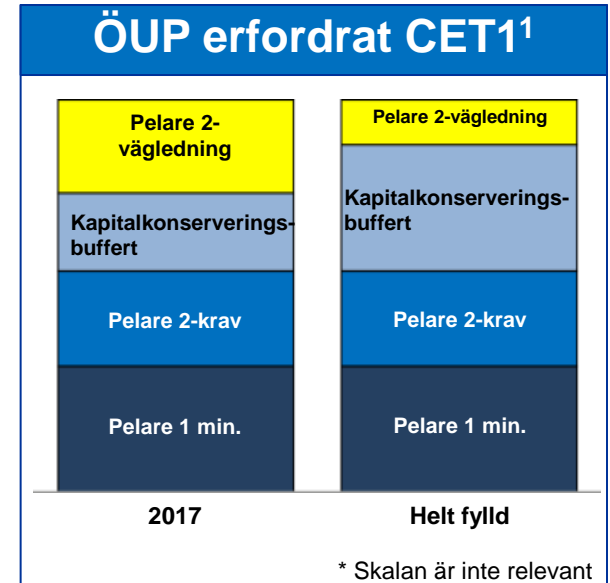 ÖUP erfordrat CET1¹
Pelare 2-
vägledning
Kapitalkonserverings-
buffert
Pelare 2-krav
Pelare 1 min.
2017
Pelare 2-vägledning
Kapitalkonserverings-
buffert
Pelare 2-krav
Pelare 1 min.
Helt fylld
* Skalan är inte relevant